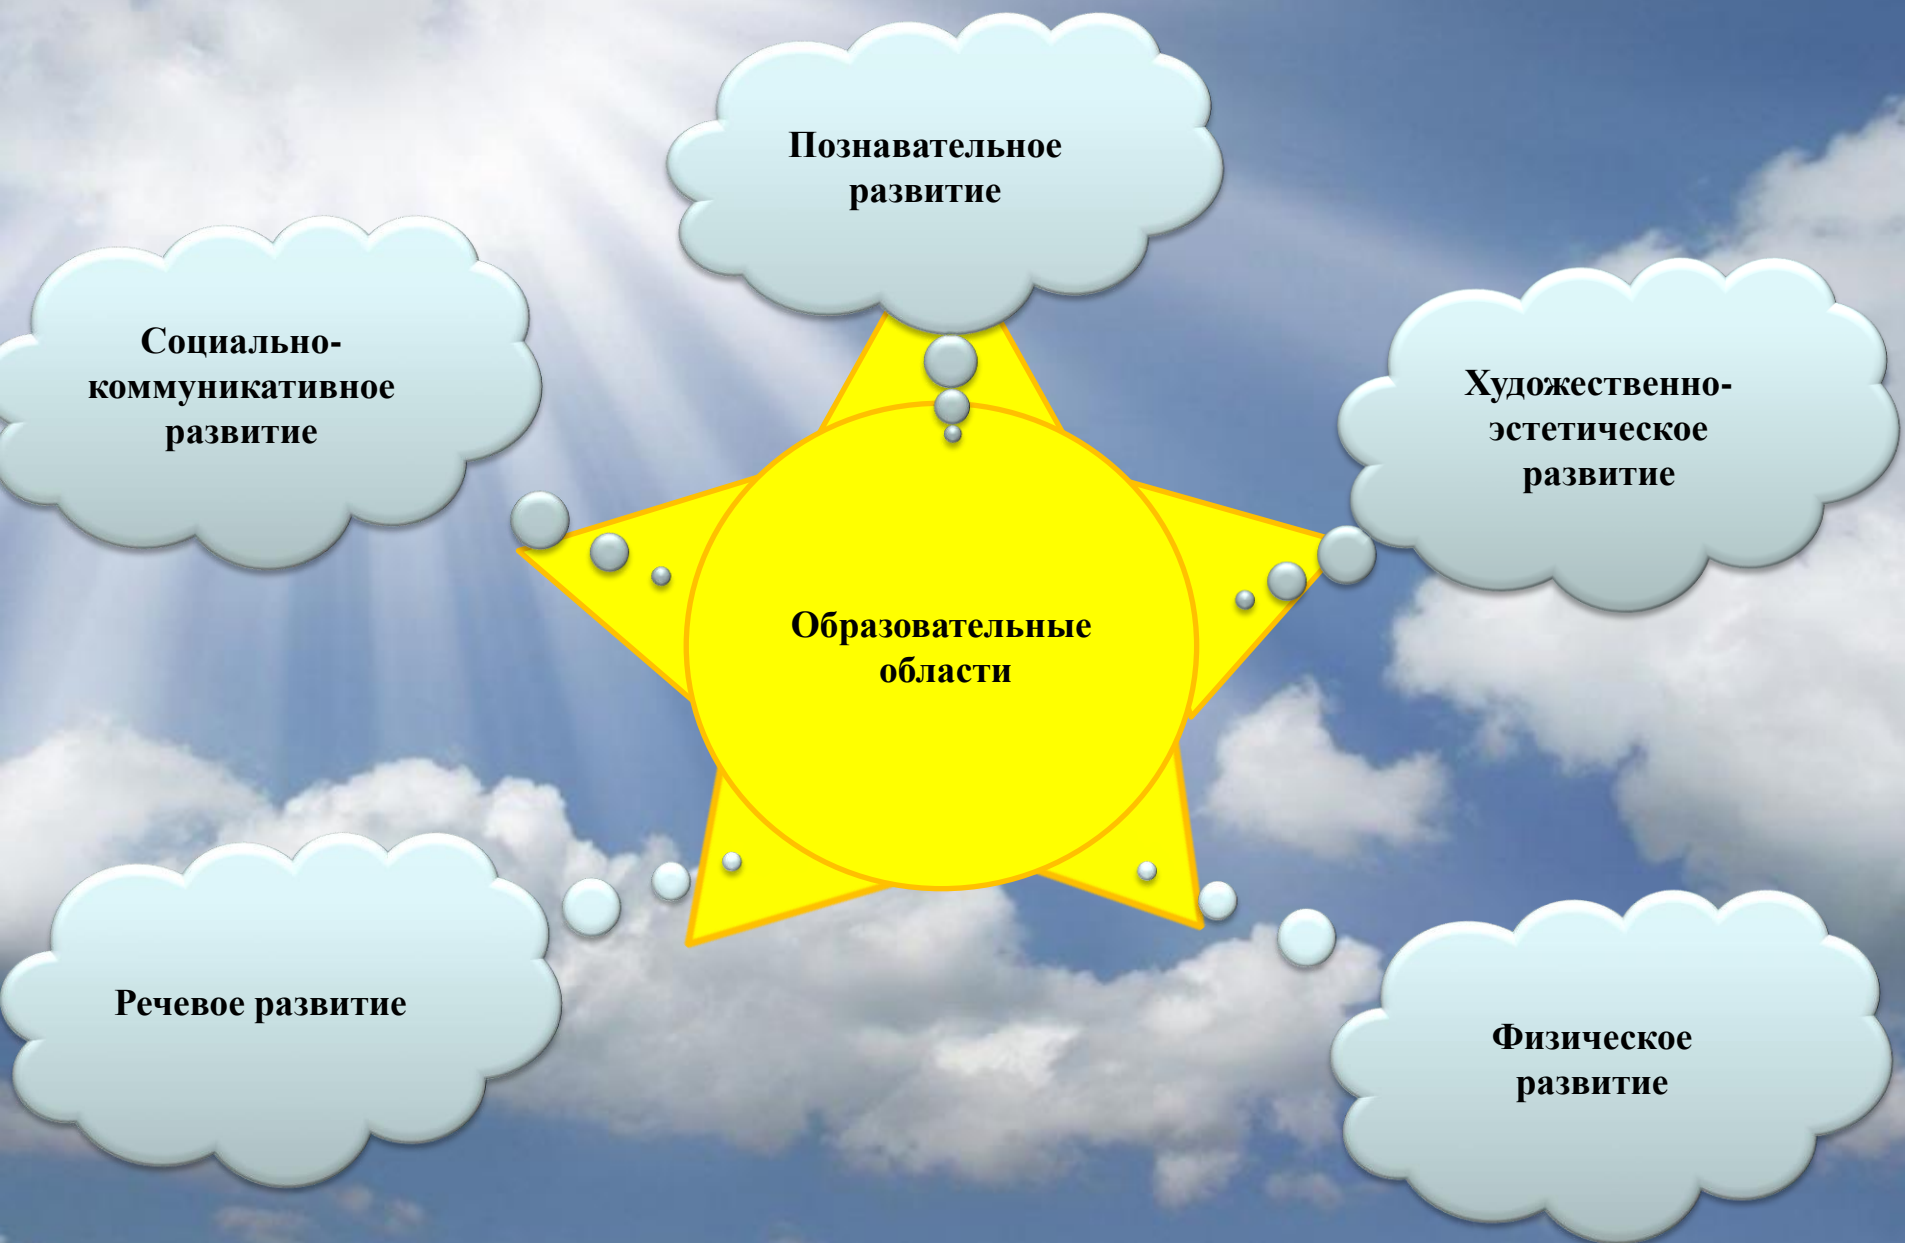 Познавательное
развитие
Социально-
коммуникативное
развитие
Художественно-
эстетическое
развитие
Образовательные
области
Речевое развитие
Физическое
развитие